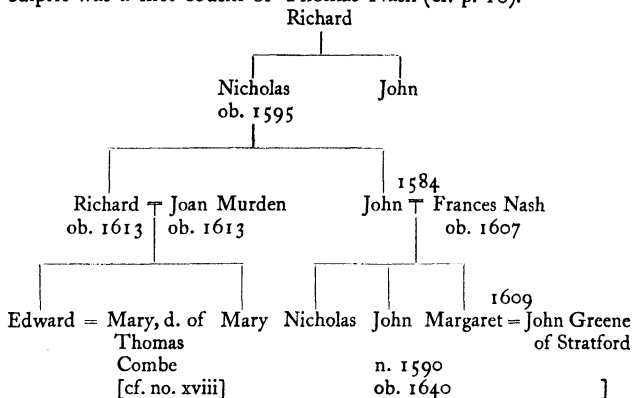 was a first cousin of Thomas Nash (cf. p.
Richard
Nicholas John
ob. 1595
1584
Richard Joan Murden John Frances Nash
ob. 1613 ob. 1613 ob. 1607
1609
Edward = Mary, d. of Mary Nicholas John Margaret = John Greene
Thomas of Stratford
Combe n. 1590
[cf. no. xviii] ob. 1640 ]